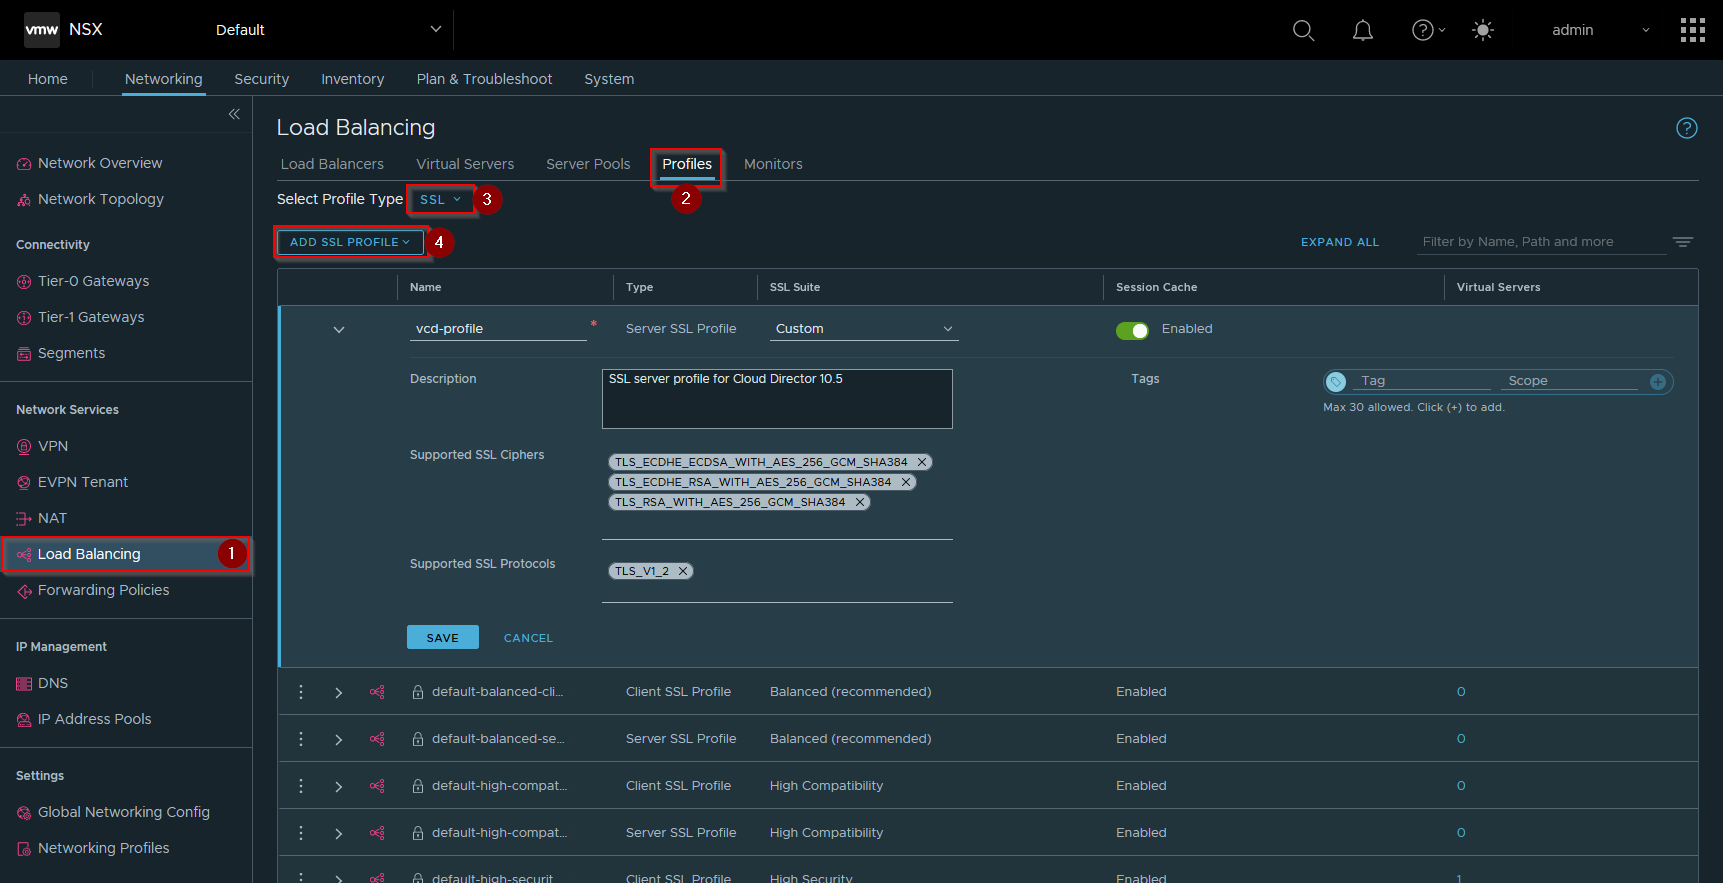 vmw NSX Default admin
Home Networking Security Inventory Plan & Troubleshoot System
Network Overview
Network Topology
Connectivity
Tier-0 Gateways
Tier-1 Gateways
Segments
Network Services
VPN
EVPN Tenant
NAT
Load Balancing 1
Forwarding Policies
IP Management
DNS
IP Address Pools
Settings
Global Networking Config
Networking Profiles
Load Balancing
Load Balancers Virtual Servers Server Pools Profiles Monitors
2
Select Profile Type SSL 3
ADD SSL PROFILE 4 EXPAND ALL Filter by Name, Path and more
Name Type SSL Suite Session Cache Virtual Servers
vcd-profile * Server SSL Profile Custom Enabled
Description SSL server profile for Cloud Director 10.5 Tags Tag Scope
Max 30 allowed. Click (+) to add.
Supported SSL Ciphers TLS_ECDHE_ECDSA_WITH_AES_256_GCM_SHA384
TLS_ECDHE_RSA_WITH_AES_256_GCM_SHA384
TLS_RSA_WITH_AES_256_GCM_SHA384
Supported SSL Protocols TLS_V1_2
SAVE CANCEL
default-balanced-cli... Client SSL Profile Balanced (recommended) Enabled 0
default-balanced-se... Server SSL Profile Balanced (recommended) Enabled 0
default-high-compat... Client SSL Profile High Compatibility Enabled 0
default-high-compat... Server SSL Profile High Compatibility Enabled 0
default-high-securit... Client SSL Profile High Security Enabled 1